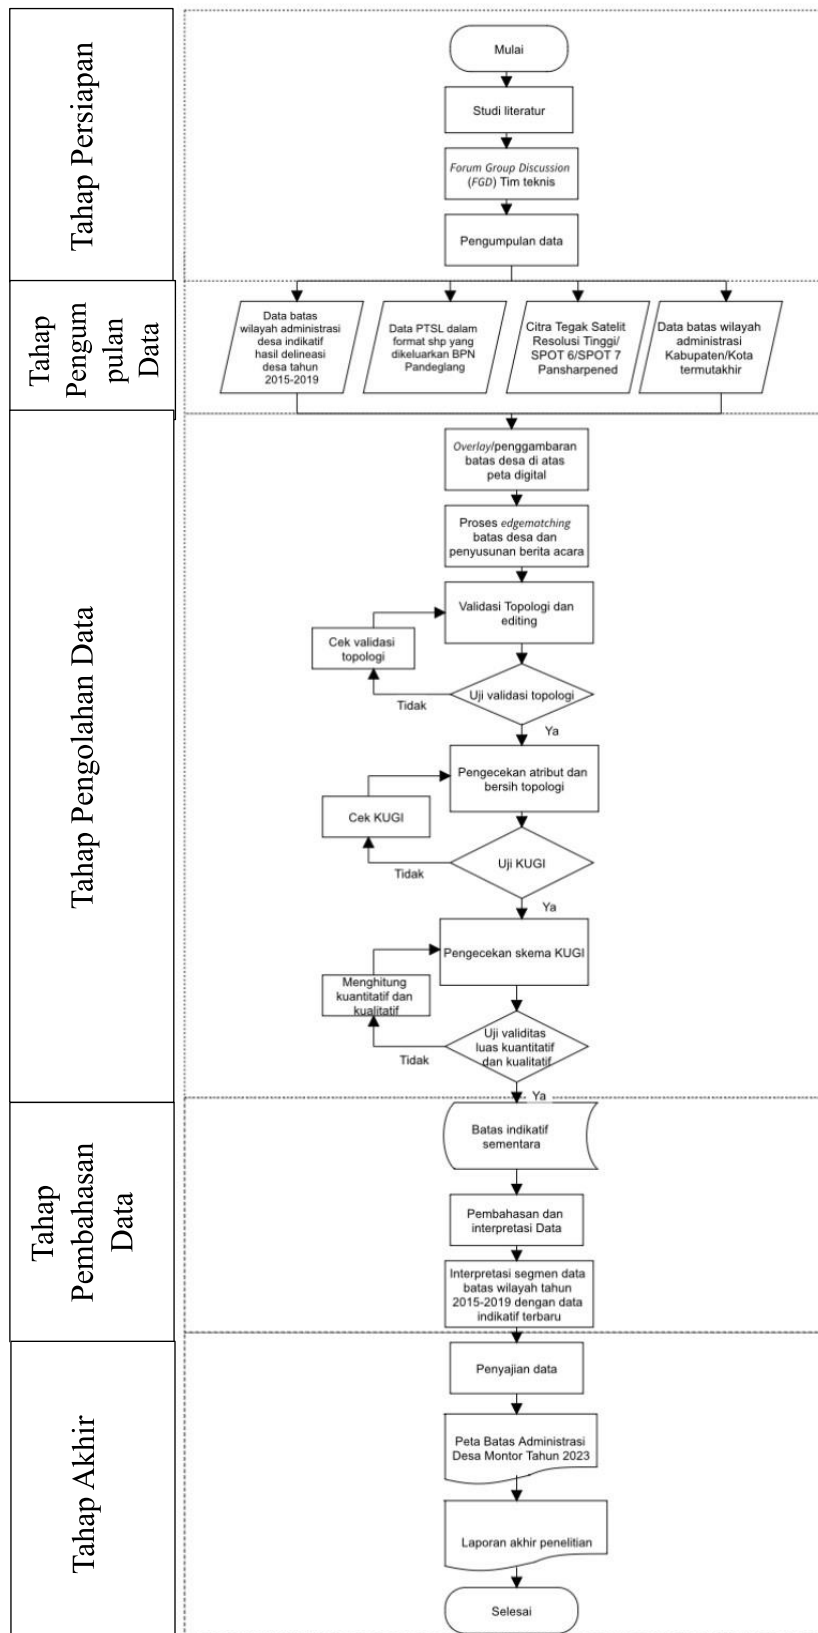 Tahap Persiapan
Mulai
Studi literatur
Forum Group Discussion
(FGD) Tim teknis
Pengumpulan data
Tahap
Pengum
pulan
Data
Data batas
wilayah administrasi
desa indikatif
hasil delineasi
desa tahun
2015-2019
Data PTSL dalam
format shp yang
dikeluarkan BPN
Pandeglang
Citra Tegak Satelit
Resolusi Tinggi/
SPOT 6/SPOT 7
Pansharpened
Data batas wilayah
administrasi
Kabupaten/Kota
termutakhir
Tahap Pengolahan Data
Overlay/penggambaran
batas desa di atas
peta digital
Proses edgematching
batas desa dan
penyusunan berita acara
Validasi Topologi dan
editing
Cek validasi
topologi
Uji validasi topologi
Tidak
Ya
Pengecekan atribut dan
bersih topologi
Cek KUGI
Uji KUGI
Tidak
Ya
Pengecekan skema KUGI
Menghitung
kuantitatif dan
kualitatif
Uji validitas
luas kuantitatif
dan kualitatif
Tidak
Ya
Tahap
Pembahasan
Data
Batas indikatif
sementara
Pembahasan dan
interpretasi Data
Interpretasi segmen data
batas wilayah tahun
2015-2019 dengan data
indikatif terbaru
Tahap Akhir
Penyajian data
Peta Batas Administrasi
Desa Montor Tahun 2023
Laporan akhir penelitian
Selesai